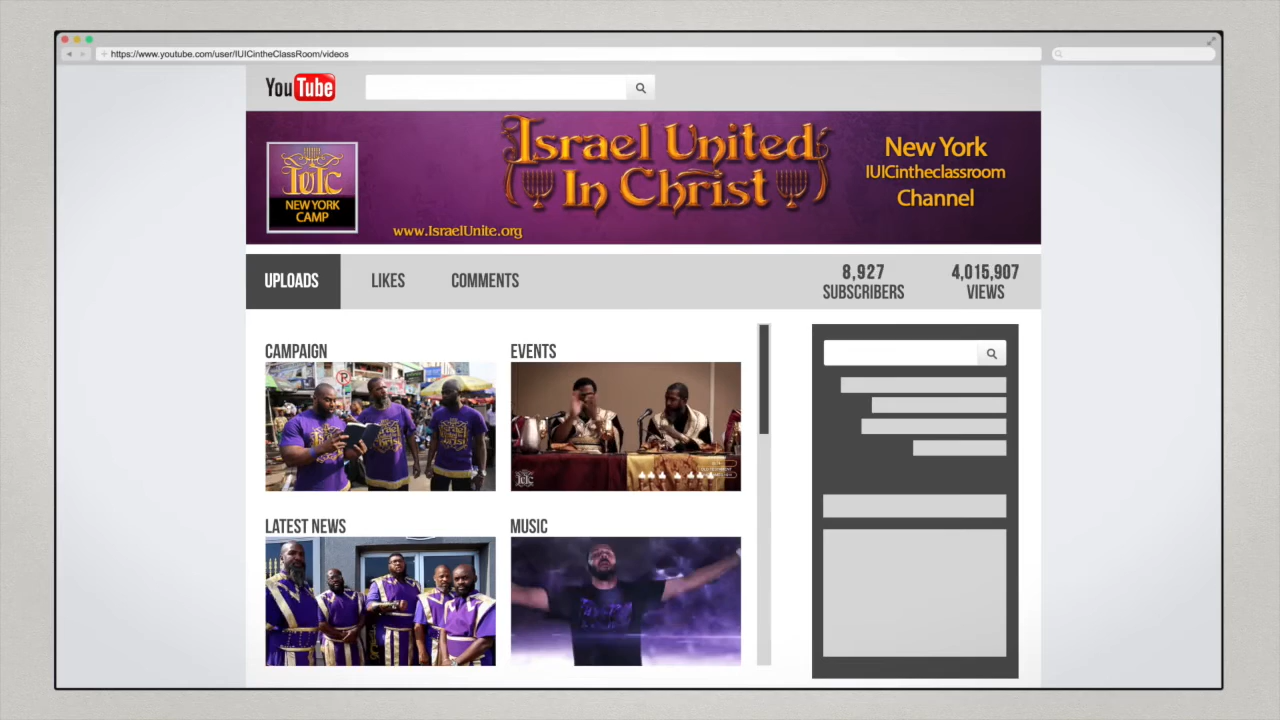 https://www.youtube.com/user/IUICintheClassRoom/videos
YouTube
Israel United
In Christ
New York
IUICintheclassroom
Channel
IUIC
NEW YORK
CAMP
www.IsraelUnite.org
UPLOADS
LIKES
COMMENTS
8,927
SUBSCRIBERS
4,015,907
VIEWS
CAMPAIGN
EVENTS
P
IUIC
LATEST NEWS
MUSIC